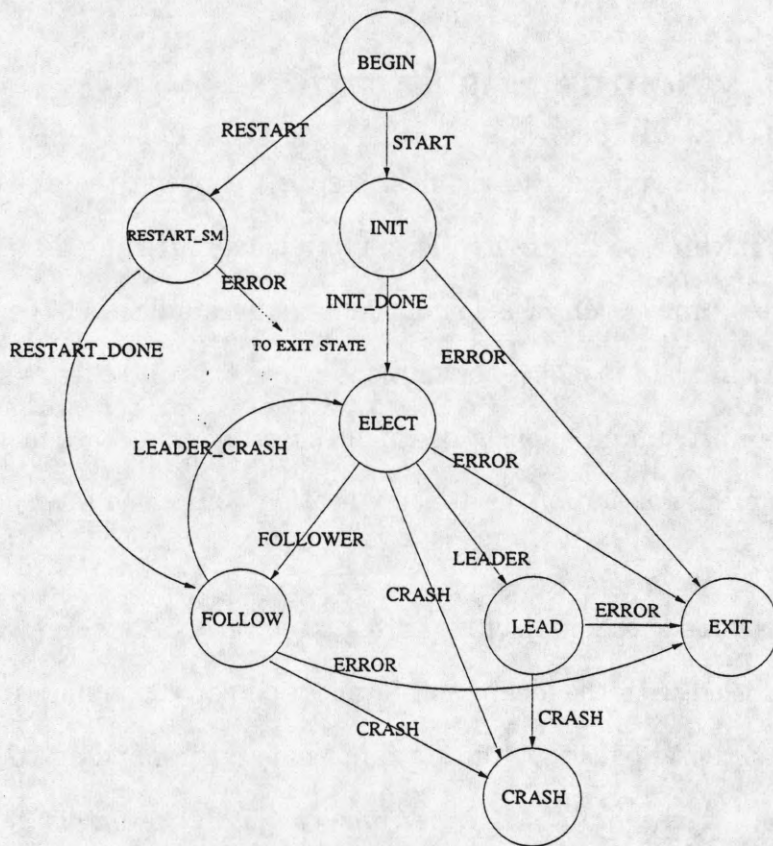 BEGIN
RESTART
START
RESTART_SM
INIT
ERROR
INIT_DONE
TO EXIT STATE
RESTART_DONE
ERROR
ELECT
LEADER_CRASH
ERROR
FOLLOWER
LEADER
CRASH
FOLLOW
LEAD
ERROR
EXIT
ERROR
CRASH
CRASH
CRASH